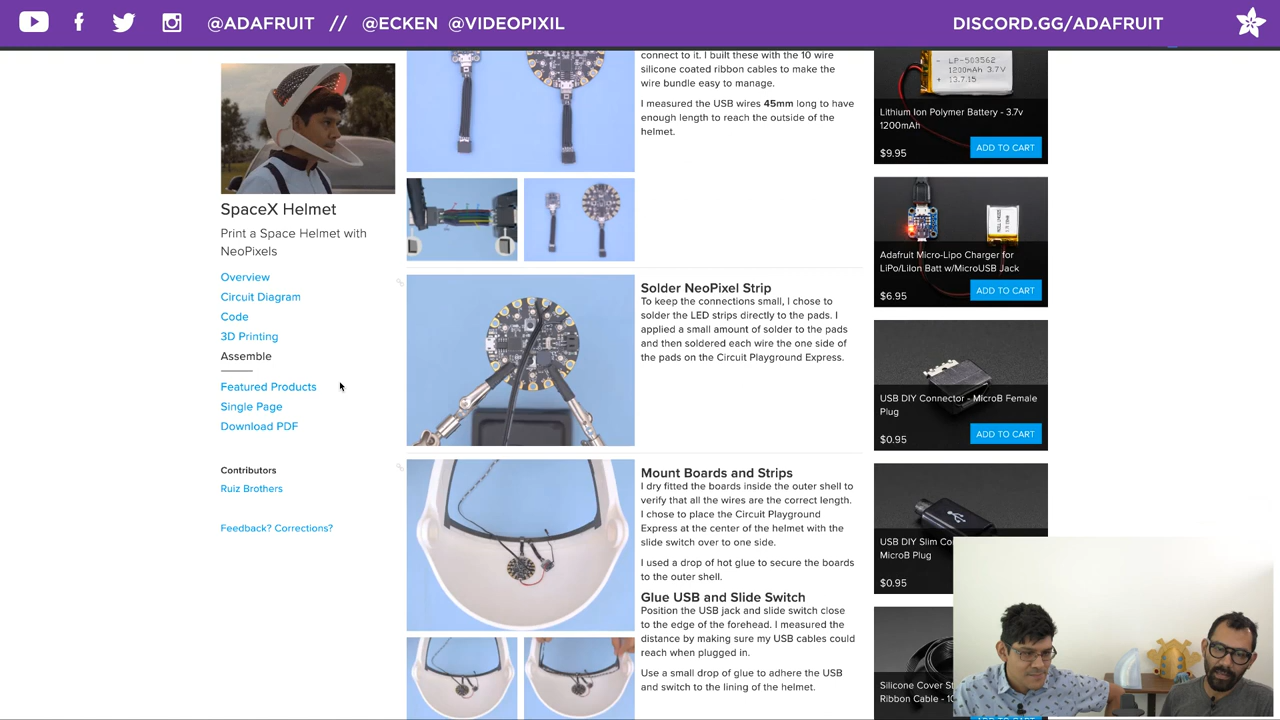 @ADAFRUIT // @ECKEN @VIDEOPIXIL
DISCORD.GG/ADAFRUIT
SpaceX Helmet
Print a Space Helmet with
NeoPixels
Overview
Circuit Diagram
Code
3D Printing
Assemble
Featured Products
Single Page
Download PDF
Contributors
Ruiz Brothers
Feedback? Corrections?
connect to it. I built these with the 10 wire
silicone coated ribbon cables to make the
wire bundle easy to manage.
I measured the USB wires 45mm long to have
enough length to reach the outside of the
helmet.
Solder NeoPixel Strip
To keep the connections small, I chose to
solder the LED strips directly to the pads. I
applied a small amount of solder to the pads
and then soldered each wire the one side of
the pads on the Circuit Playground Express.
Mount Boards and Strips
I dry fitted the boards inside the outer shell to
verify that all the wires are the correct length.
I chose to place the Circuit Playground
Express at the center of the helmet with the
slide switch over to one side.
I used a drop of hot glue to secure the boards
to the outer shell.
Glue USB and Slide Switch
Position the USB jack and slide switch close
to the edge of the forehead. I measured the
distance by making sure my USB cables could
reach when plugged in.
Use a small drop of glue to adhere the USB
and switch to the lining of the helmet.
LP-503562
1200mAh 3.7V
13.7.15
Lithium Ion Polymer Battery - 3.7v
1200mAh
$9.95
ADD TO CART
Adafruit Micro-Lipo Charger for
LiPo/LiIon Batt w/MicroUSB Jack
$6.95
ADD TO CART
USB DIY Connector - MicroB Female
Plug
$0.95
ADD TO CART
USB DIY Slim Co
MicroB Plug
$0.95
Silicone Cover St
Ribbon Cable - 10